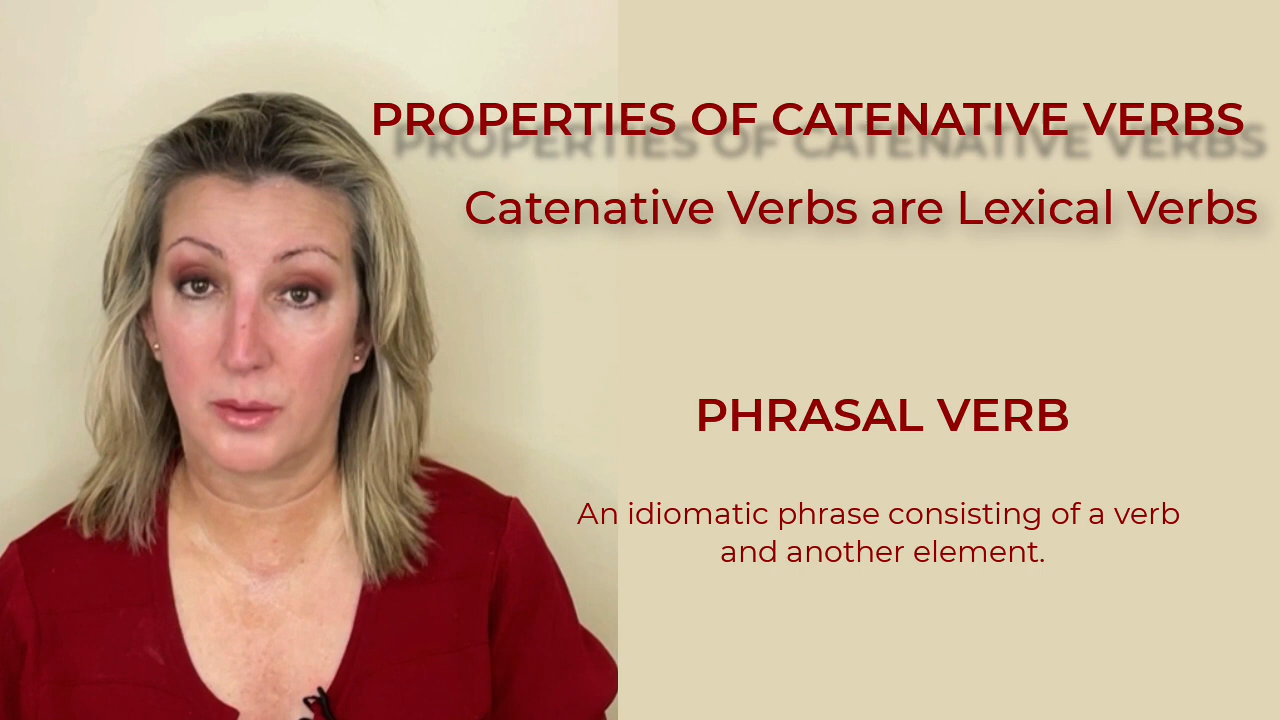 PROPERTIES OF CATENATIVE VERBS
Catenative Verbs are Lexical Verbs
PHRASAL VERB
An idiomatic phrase consisting of a verb
and another element.